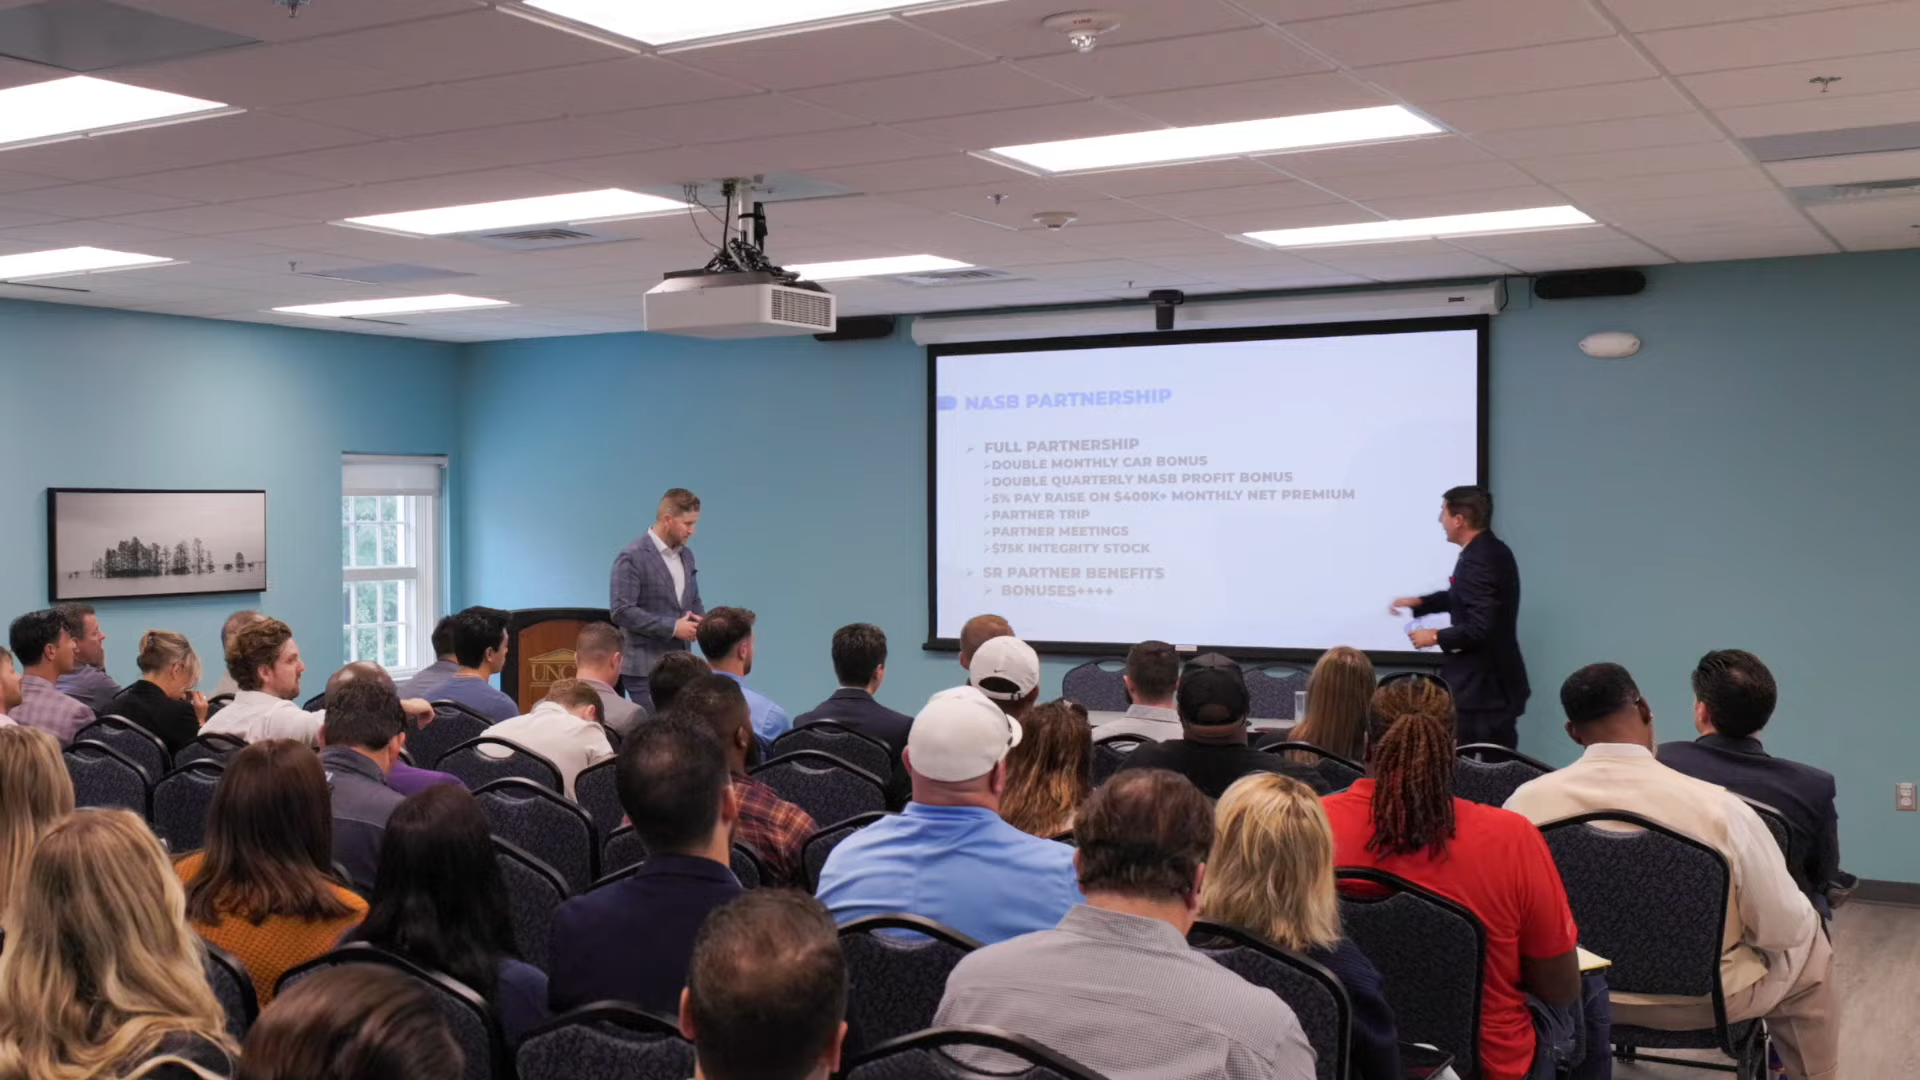 NASB PARTNERSHIP
FULL PARTNERSHIP
DOUBLE MONTHLY CAR BONUS
DOUBLE QUARTERLY NASB PROFIT BONUS
5% PAY RAISE ON $400K+ MONTHLY NET PREMIUM
PARTNER TRIP
PARTNER MEETINGS
$75K INTEGRITY STOCK
SR PARTNER BENEFITS
BONUSES++++